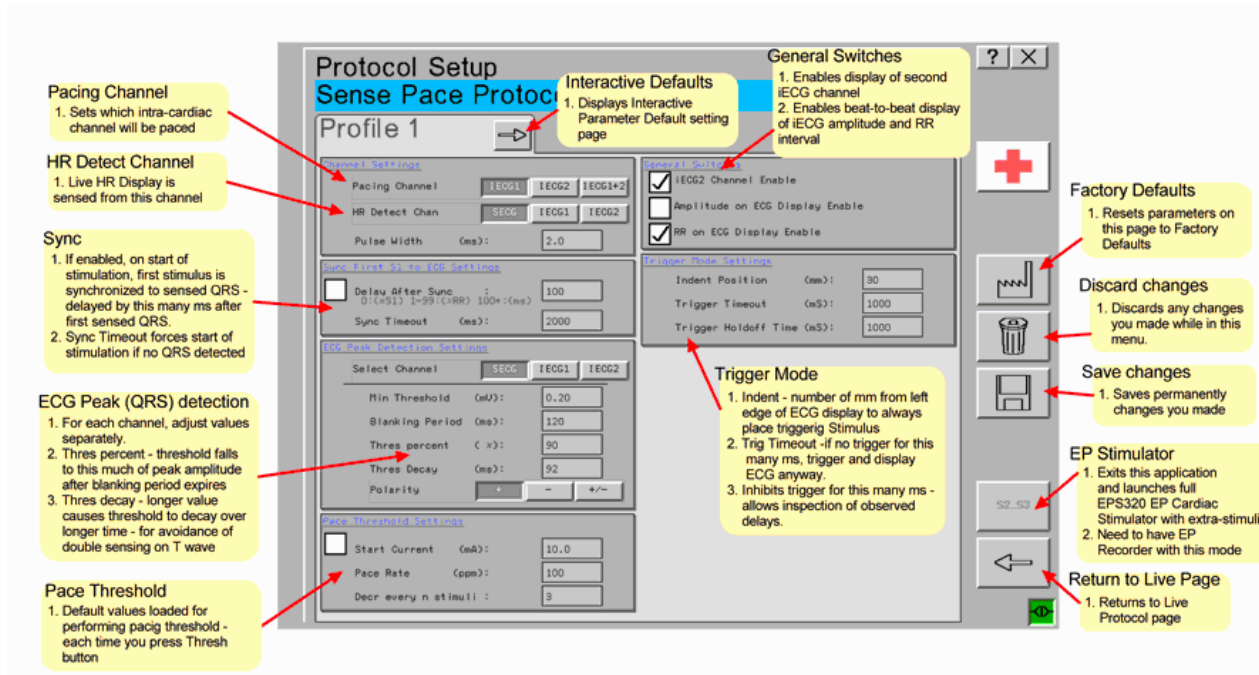 Protocol Setup
Sense Pace Protoc
Profile 1
? X
Pacing Channel
1. Sets which intra-cardiac
channel will be paced
HR Detect Channel
1. Live HR Display is
sensed from this channel
Sync
1. If enabled, on start of
stimulation, first stimulus is
synchronized to sensed QRS -
delayed by this many ms after
first sensed QRS.
2. Sync Timeout forces start of
stimulation if no QRS detected
ECG Peak (QRS) detection
1. For each channel, adjust values
separately.
2. Thres percent - threshold falls
to this much of peak amplitude
after blanking period expires
3. Thres decay - longer value
causes threshold to decay over
longer time - for avoidance of
double sensing on T wave
Pace Threshold
1. Default values loaded for
performing pacig threshold -
each time you press Thresh
button
Interactive Defaults
1. Displays Interactive
Parameter Default setting
page
General Switches
1. Enables display of second
iECG channel
2. Enables beat-to-beat display
of iECG amplitude and RR
interval
Channel Settings
Pacing Channel IECG1 IECG2 IECG1+2
HR Detect Chan SECG IECG1 IECG2
Pulse Width (ms): 2.0
Sync First S1 to ECG Settings
Delay After Sync : 100
0:(=S1) 1-99:(%RR) 100+:(ms)
Sync Timeout (ms): 2000
ECG Peak Detection Settings
Select Channel SECG IECG1 IECG2
Min Threshold (mV): 0.20
Blanking Period (ms): 120
Thres percent ( %): 90
Thres Decay (ms): 92
Polarity + - +/-
Pace Threshold Settings
Start Current (mA): 10.0
Pace Rate (ppm): 100
Decr every n stimuli : 3
General Switches
iECG2 Channel Enable
Amplitude on ECG Display Enable
RR on ECG Display Enable
Trigger Mode Settings
Indent Position (mm): 30
Trigger Timeout (mS): 1000
Trigger Holdoff Time (mS): 1000
Trigger Mode
1. Indent - number of mm from left
edge of ECG display to always
place triggerig Stimulus
2. Trig Timeout -if no trigger for this
many ms, trigger and display
ECG anyway.
3. Inhibits trigger for this many ms -
allows inspection of observed
delays.
Factory Defaults
1. Resets parameters on
this page to Factory
Defaults
Discard changes
1. Discards any changes
you made while in this
menu.
Save changes
1. Saves permanently
changes you made
EP Stimulator
1. Exits this application
and launches full
EPS320 EP Cardiac
Stimulator with extra-stimuli
2. Need to have EP
Recorder with this mode
S2_S3
Return to Live Page
1. Returns to Live
Protocol page